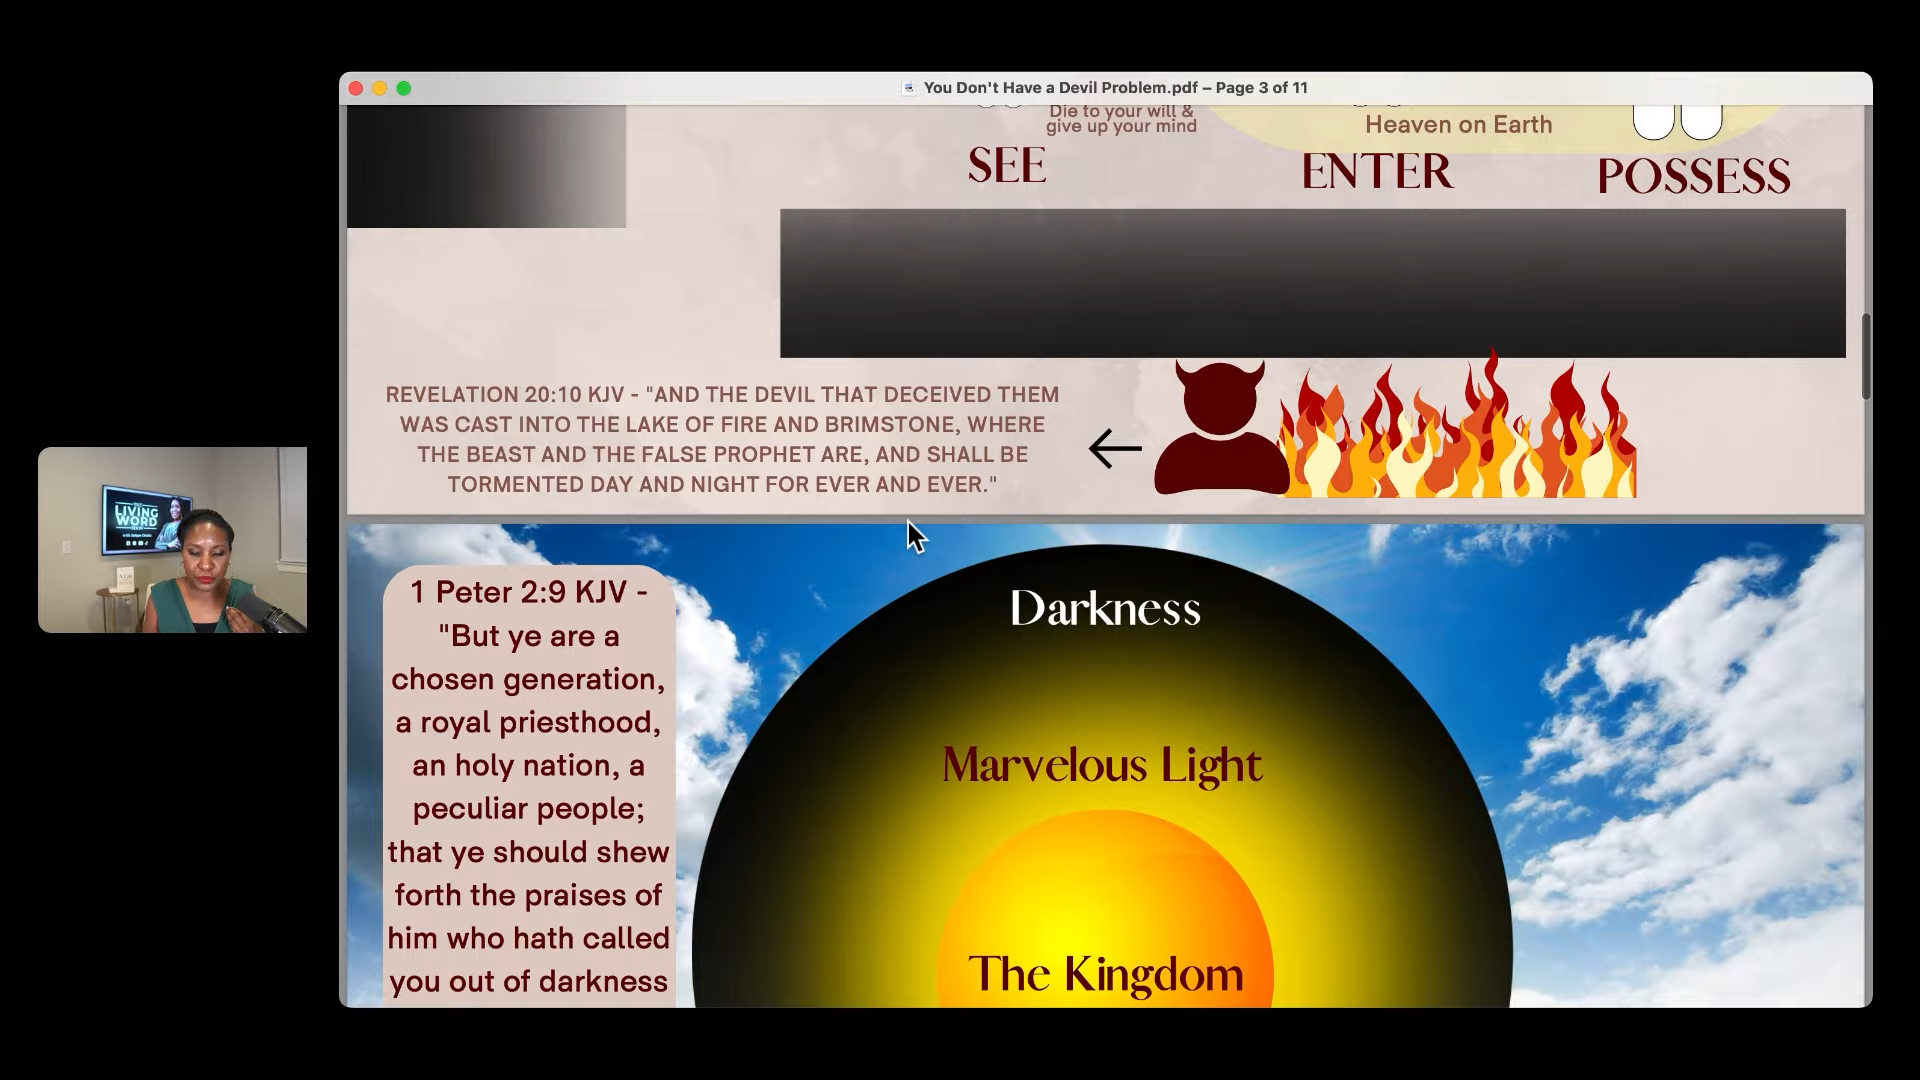 You Don't Have a Devil Problem.pdf – Page 3 of 11
Die to your will &
give up your mind
Heaven on Earth
SEE
ENTER
POSSESS
REVELATION 20:10 KJV - "AND THE DEVIL THAT DECEIVED THEM
WAS CAST INTO THE LAKE OF FIRE AND BRIMSTONE, WHERE
THE BEAST AND THE FALSE PROPHET ARE, AND SHALL BE
TORMENTED DAY AND NIGHT FOR EVER AND EVER."
LIVING
WORD
1 Peter 2:9 KJV -
"But ye are a
chosen generation,
a royal priesthood,
an holy nation, a
peculiar people;
that ye should shew
forth the praises of
him who hath called
you out of darkness
Darkness
Marvelous Light
The Kingdom